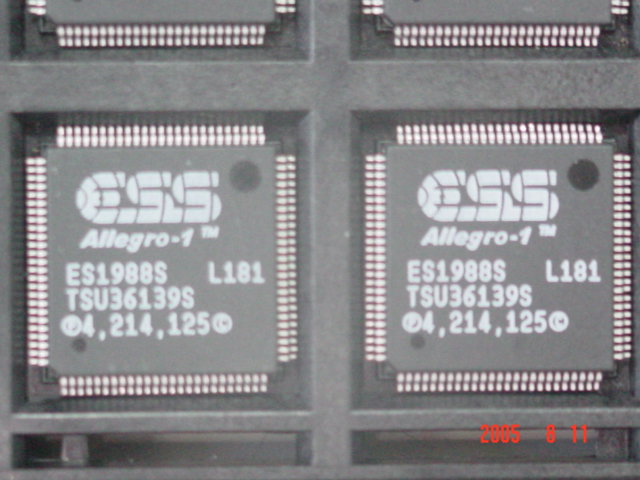 ESS
Allegro-1™
ES1988S L181
TSU36139S
℗4,214,125©
ESS
Allegro-1™
ES1988S L181
TSU36139S
℗4,214,125©
2005 8 11